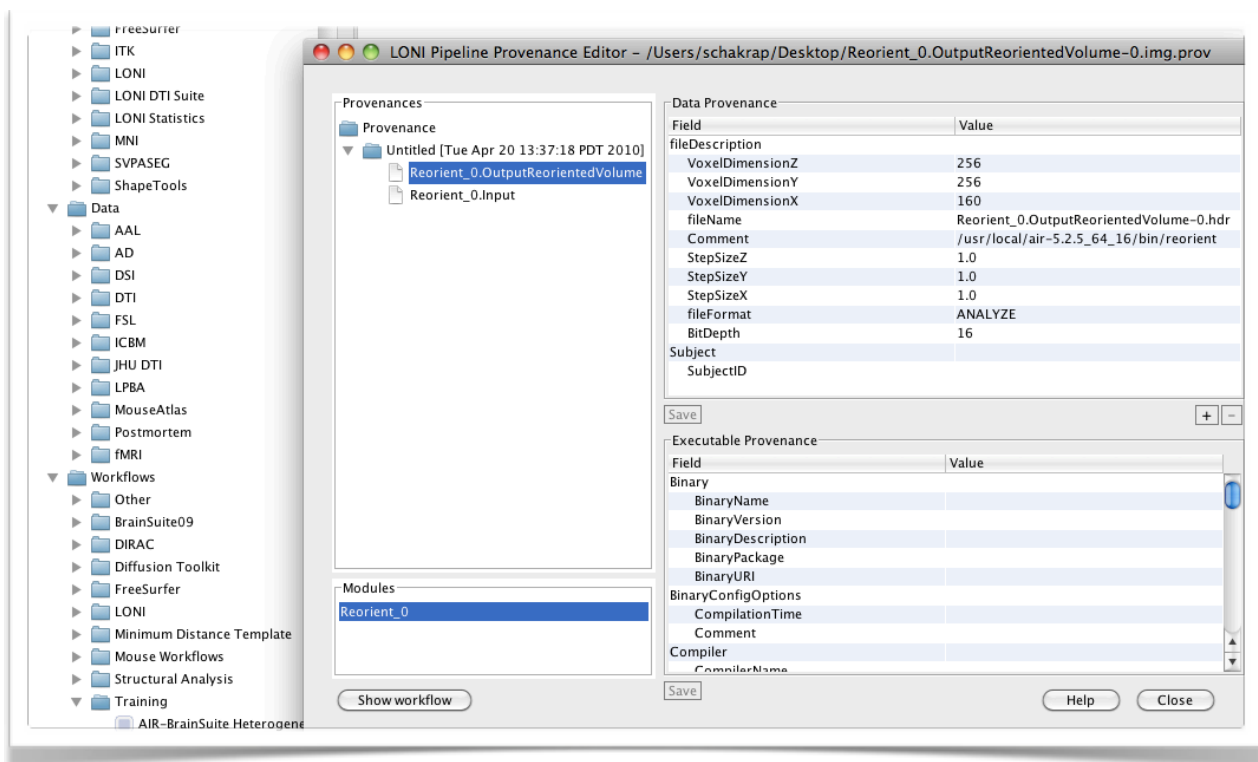 FreeSurfer
ITK
LONI
LONI DTI Suite
LONI Statistics
MNI
SVPASEG
ShapeTools
Data
AAL
AD
DSI
DTI
FSL
ICBM
JHU DTI
LPBA
MouseAtlas
Postmortem
fMRI
Workflows
Other
BrainSuite09
DIRAC
Diffusion Toolkit
FreeSurfer
LONI
Minimum Distance Template
Mouse Workflows
Structural Analysis
Training
AIR-BrainSuite Heterogene
LONI Pipeline Provenance Editor - /Users/schakrap/Desktop/Reorient_0.OutputReorientedVolume-0.img.prov
Provenances
Provenance
Untitled [Tue Apr 20 13:37:18 PDT 2010]
Reorient_0.OutputReorientedVolume
Reorient_0.Input
Modules
Reorient_0
Show workflow
Data Provenance
Field Value
fileDescription
VoxelDimensionZ 256
VoxelDimensionY 256
VoxelDimensionX 160
fileName Reorient_0.OutputReorientedVolume-0.hdr
Comment /usr/local/air-5.2.5_64_16/bin/reorient
StepSizeZ 1.0
StepSizeY 1.0
StepSizeX 1.0
fileFormat ANALYZE
BitDepth 16
Subject
SubjectID
Save + -
Executable Provenance
Field Value
Binary
BinaryName
BinaryVersion
BinaryDescription
BinaryPackage
BinaryURI
BinaryConfigOptions
CompilationTime
Comment
Compiler
CompilerName
Save
Help Close